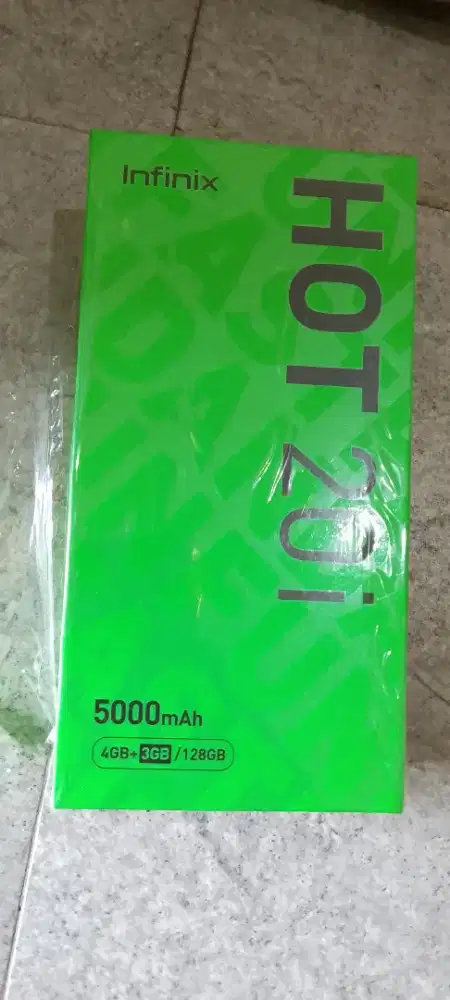 Infinix
HOT 20i
5000mAh
4GB+3GB/128GB